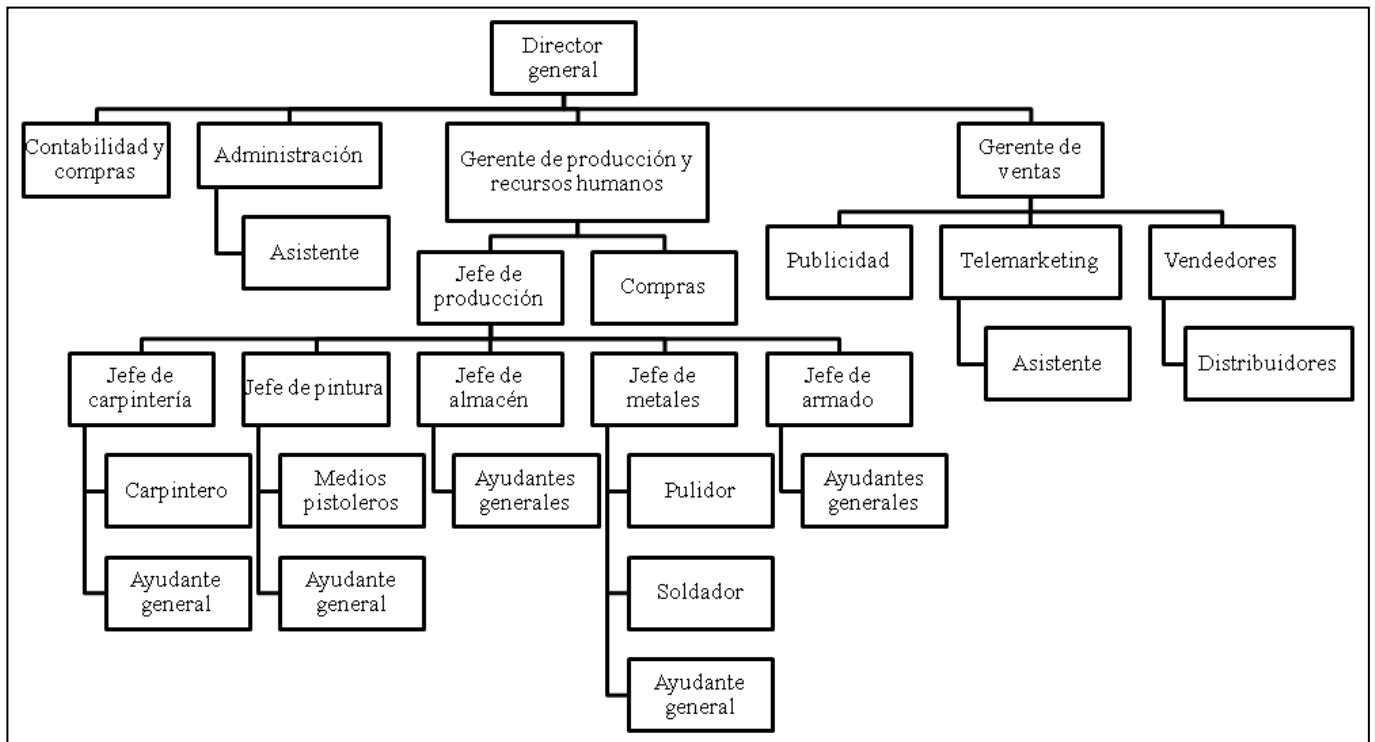 Director
general
Contabilidad y
compras
Administración
Gerente de producción y
recursos humanos
Gerente de
ventas
Asistente
Jefe de
producción
Compras
Publicidad
Telemarketing
Vendedores
Asistente
Distribuidores
Jefe de
carpintería
Jefe de pintura
Jefe de
almacén
Jefe de
metales
Jefe de
armado
Carpintero
Medios
pistoleros
Ayudantes
generales
Pulidor
Ayudantes
generales
Ayudante
general
Ayudante
general
Soldador
Ayudante
general